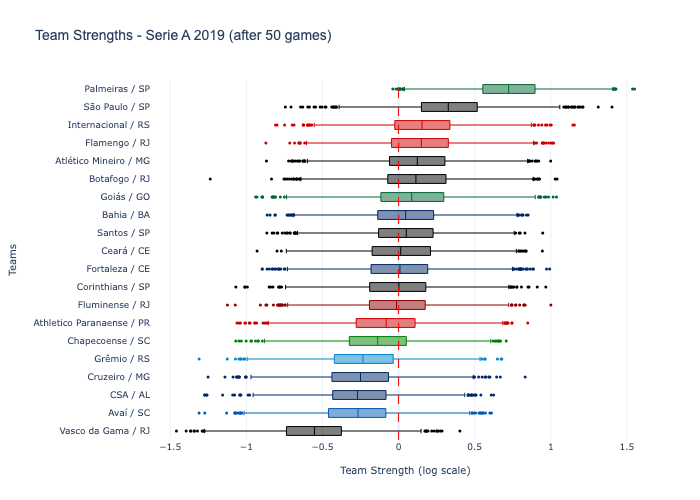 Team Strengths - Serie A 2019 (after 50 games)
Palmeiras / SP
São Paulo / SP
Internacional / RS
Flamengo / RJ
Atlético Mineiro / MG
Botafogo / RJ
Goiás / GO
Bahia / BA
Santos / SP
Ceará / CE
Fortaleza / CE
Corinthians / SP
Fluminense / RJ
Athletico Paranaense / PR
Chapecoense / SC
Grêmio / RS
Cruzeiro / MG
CSA / AL
Avaí / SC
Vasco da Gama / RJ
Teams
−1.5 −1 −0.5 0 0.5 1 1.5
Team Strength (log scale)